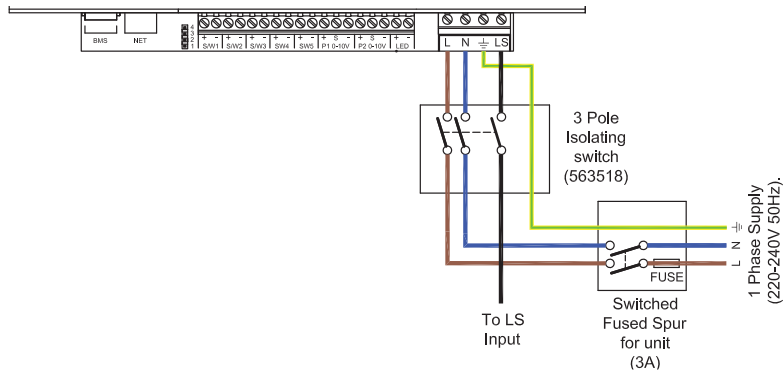 4
3
2
1
BMS NET
+ - + - + - + - + - + S - + S - + -
S/W1 S/W2 S/W3 SW4 SW5 P1 0-10V P2 0-10V LED
L N LS
3 Pole
Isolating
switch
(563518)
N
L
FUSE
1 Phase Supply
(220-240V 50Hz).
To LS
Input
Switched
Fused Spur
for unit
(3A)